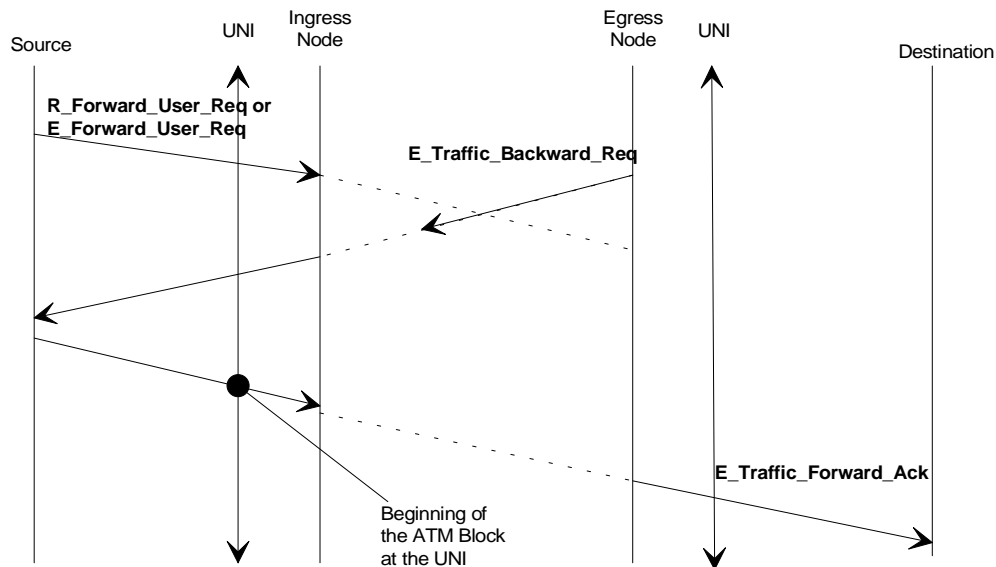 Source
UNI
Ingress
Node
Egress
Node
UNI
Destination
R_Forward_User_Req or
E_Forward_User_Req
E_Traffic_Backward_Req
E_Traffic_Forward_Ack
Beginning of
the ATM Block
at the UNI